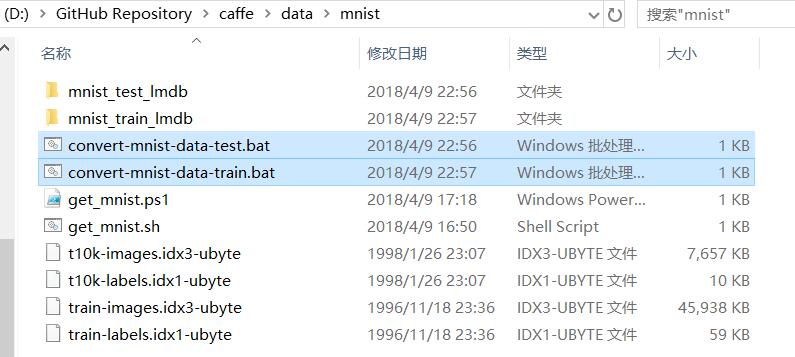 (D:) > GitHub Repository > caffe > data > mnist
搜索"mnist"
名称 修改日期 类型 大小
mnist_test_lmdb 2018/4/9 22:56 文件夹
mnist_train_lmdb 2018/4/9 22:57 文件夹
convert-mnist-data-test.bat 2018/4/9 22:56 Windows 批处理... 1 KB
convert-mnist-data-train.bat 2018/4/9 22:57 Windows 批处理... 1 KB
get_mnist.ps1 2018/4/9 17:18 Windows Power... 1 KB
get_mnist.sh 2018/4/9 16:50 Shell Script 1 KB
t10k-images.idx3-ubyte 1998/1/26 23:07 IDX3-UBYTE 文件 7,657 KB
t10k-labels.idx1-ubyte 1998/1/26 23:07 IDX1-UBYTE 文件 10 KB
train-images.idx3-ubyte 1996/11/18 23:36 IDX3-UBYTE 文件 45,938 KB
train-labels.idx1-ubyte 1996/11/18 23:36 IDX1-UBYTE 文件 59 KB